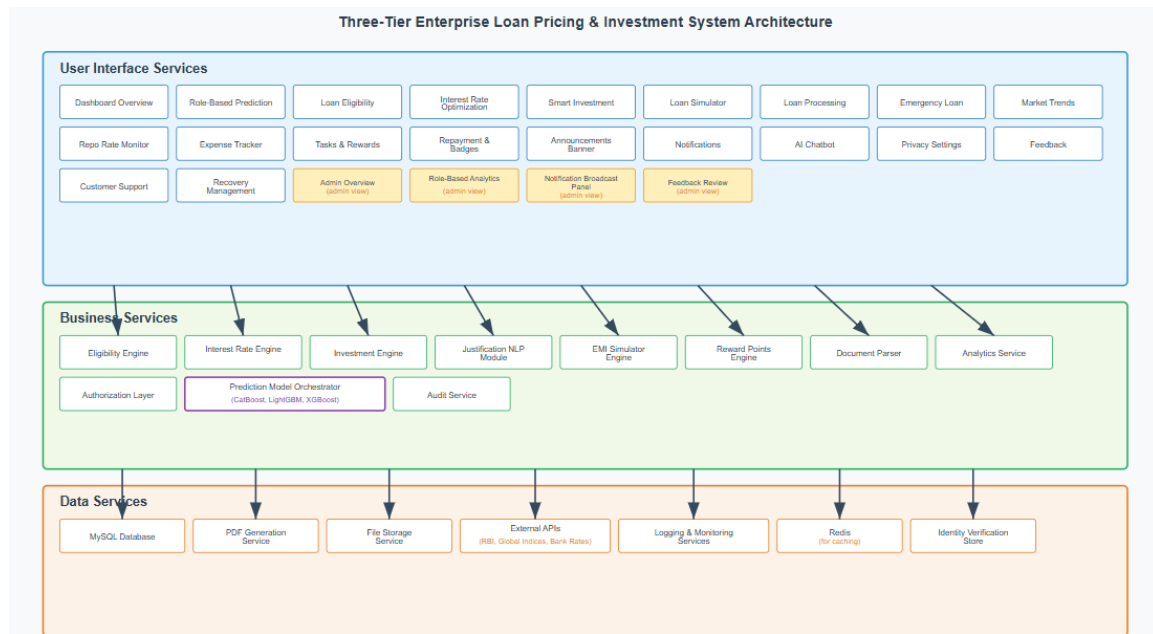 Three-Tier Enterprise Loan Pricing & Investment System Architecture
User Interface Services
Dashboard Overview
Role-Based Prediction
Loan Eligibility
Interest Rate
Optimization
Smart Investment
Loan Simulator
Loan Processing
Emergency Loan
Market Trends
Repo Rate Monitor
Expense Tracker
Tasks & Rewards
Repayment &
Badges
Announcements
Banner
Notifications
AI Chatbot
Privacy Settings
Feedback
Customer Support
Recovery
Management
Admin Overview
(admin view)
Role-Based Analytics
(admin view)
Notification Broadcast
Panel
(admin view)
Feedback Review
(admin view)
Business Services
Eligibility Engine
Interest Rate Engine
Investment Engine
Justification NLP
Module
EMI Simulator
Engine
Reward Points
Engine
Document Parser
Analytics Service
Authorization Layer
Prediction Model Orchestrator
(CatBoost, LightGBM, XGBoost)
Audit Service
Data Services
MySQL Database
PDF Generation
Service
File Storage
Service
External APIs
(RBI, Global Indices, Bank Rates)
Logging & Monitoring
Services
Redis
(for caching)
Identity Verification
Store